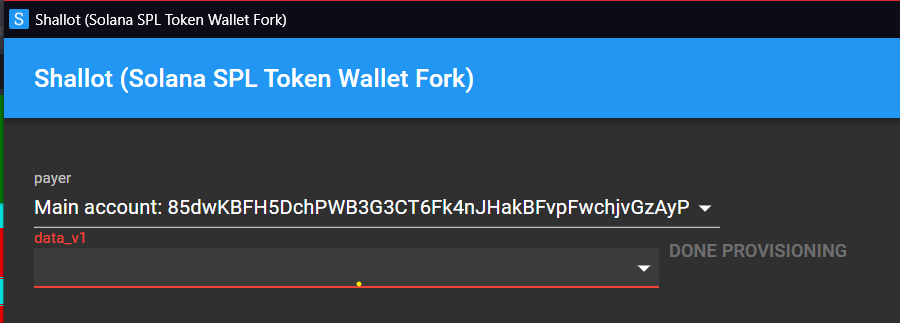 S Shallot (Solana SPL Token Wallet Fork)
Shallot (Solana SPL Token Wallet Fork)
payer
Main account: 85dwKBFH5DchPWB3G3CT6Fk4nJHakBFvpFwchjvGzAyP
data_v1
DONE PROVISIONING